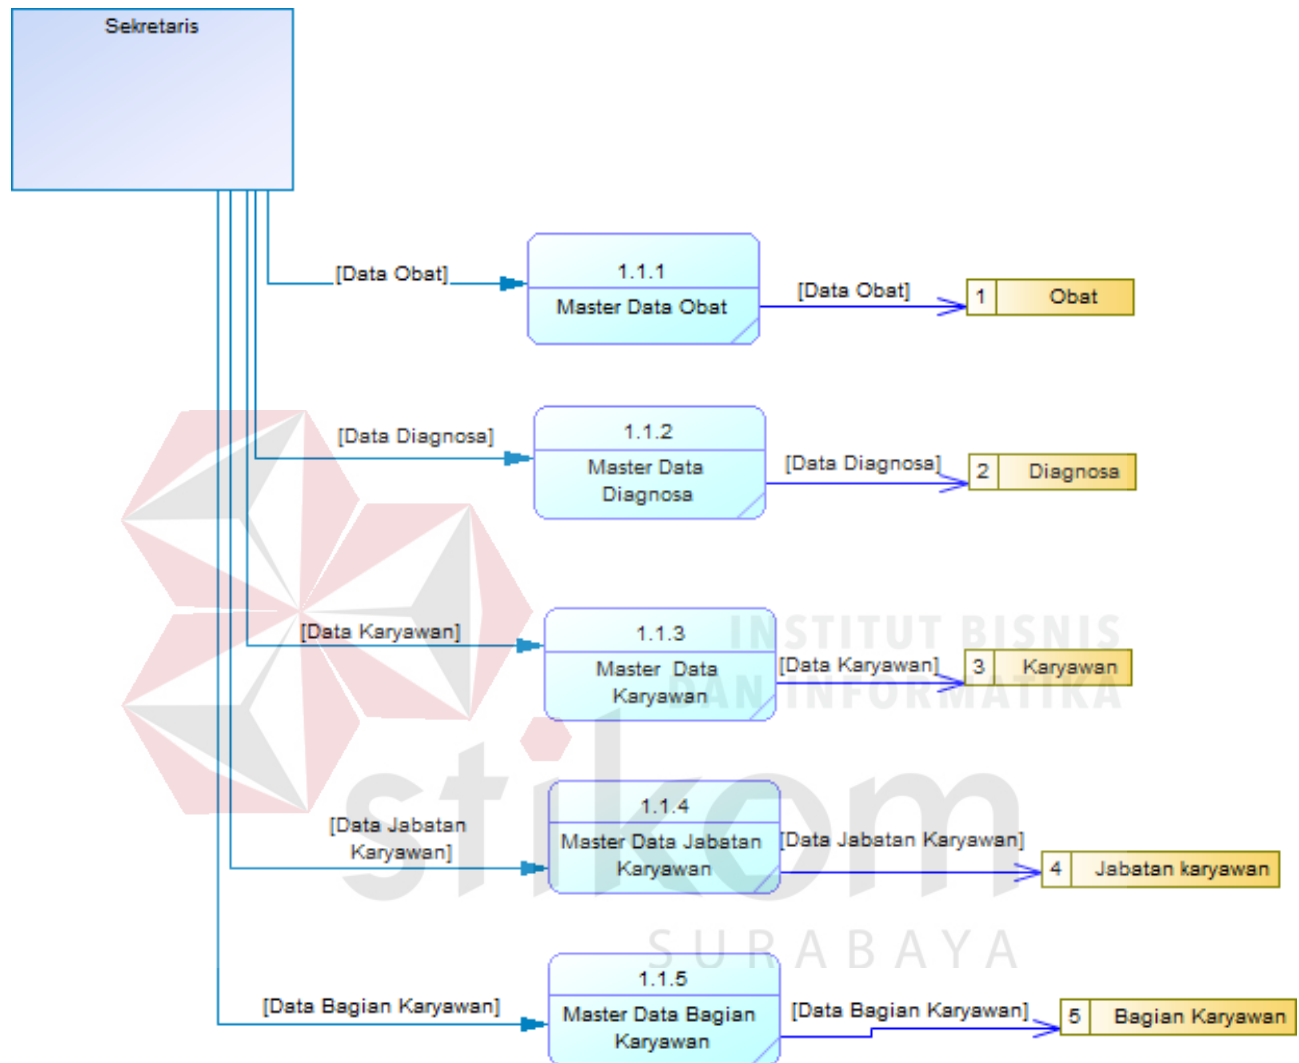 Sekretaris
[Data Obat]
1.1.1
Master Data Obat
[Data Obat]
1 Obat
[Data Diagnosa]
1.1.2
Master Data
Diagnosa
[Data Diagnosa]
2 Diagnosa
[Data Karyawan]
1.1.3
Master Data
Karyawan
[Data Karyawan]
3 Karyawan
INSTITUT BISNIS
DAN INFORMATIKA
stikom
SURABAYA
[Data Jabatan
Karyawan]
1.1.4
Master Data Jabatan
Karyawan
[Data Jabatan Karyawan]
4 Jabatan karyawan
[Data Bagian Karyawan]
1.1.5
Master Data Bagian
Karyawan
[Data Bagian Karyawan]
5 Bagian Karyawan